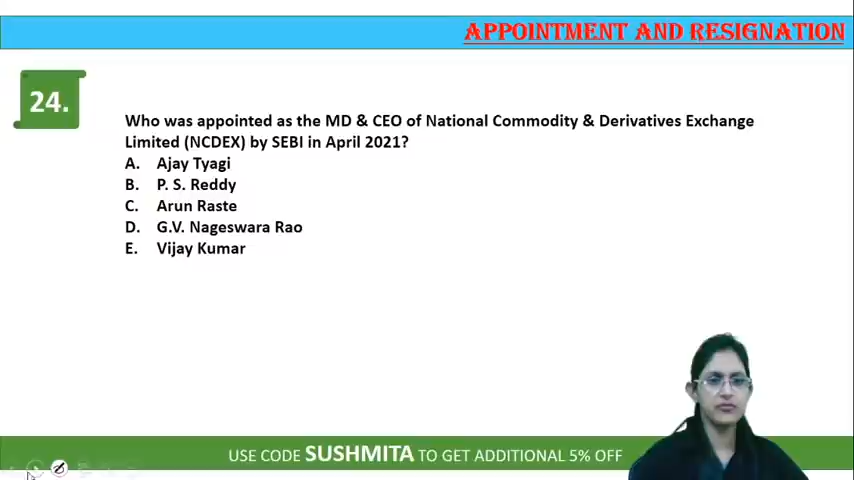 APPOINTMENT AND RESIGNATION
24.
Who was appointed as the MD & CEO of National Commodity & Derivatives Exchange
Limited (NCDEX) by SEBI in April 2021?
A. Ajay Tyagi
B. P. S. Reddy
C. Arun Raste
D. G.V. Nageswara Rao
E. Vijay Kumar
USE CODE SUSHMITA TO GET ADDITIONAL 5% OFF